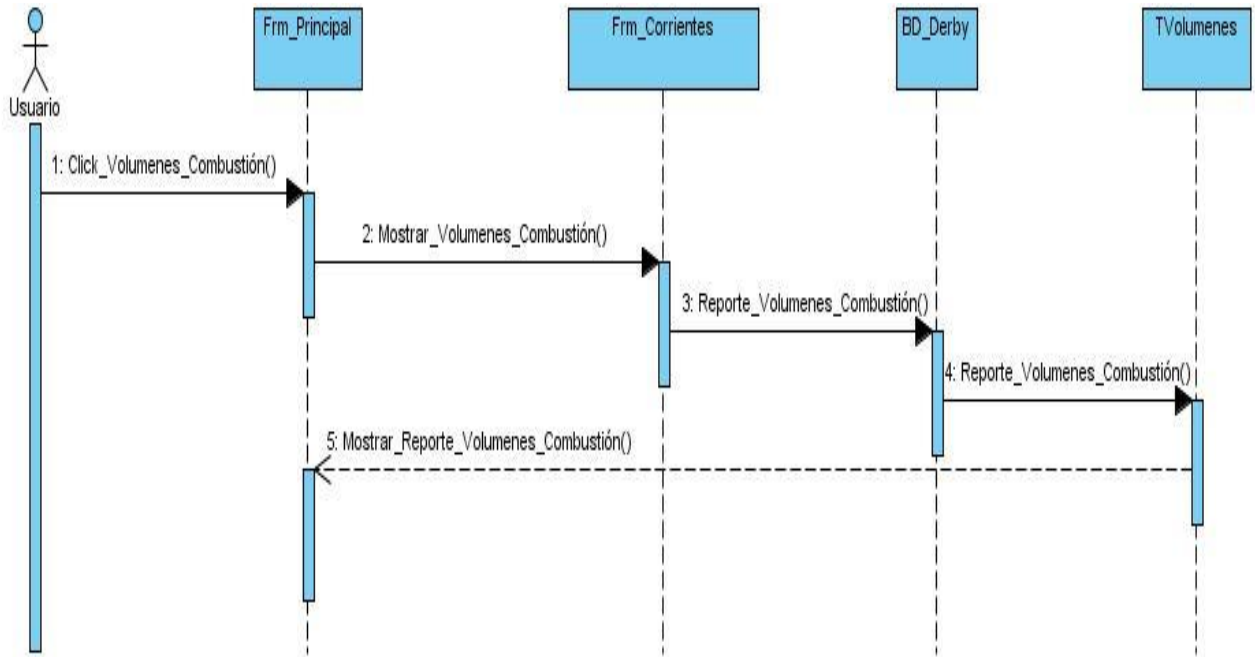 Frm_Principal
Frm_Corrientes
BD_Derby
TVolumenes
Usuario
1: Click_Volumenes_Combustión()
2: Mostrar_Volumenes_Combustión()
3: Reporte_Volumenes_Combustión()
4: Reporte_Volumenes_Combustión()
5: Mostrar_Reporte_Volumenes_Combustión()